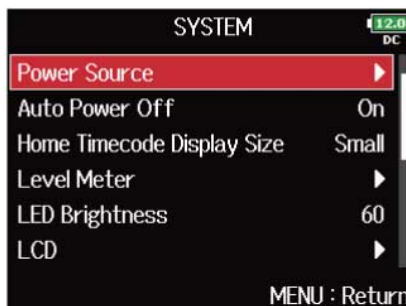 SYSTEM
12.0
DC
Power Source
Auto Power Off On
Home Timecode Display Size Small
Level Meter
LED Brightness 60
LCD
MENU : Return